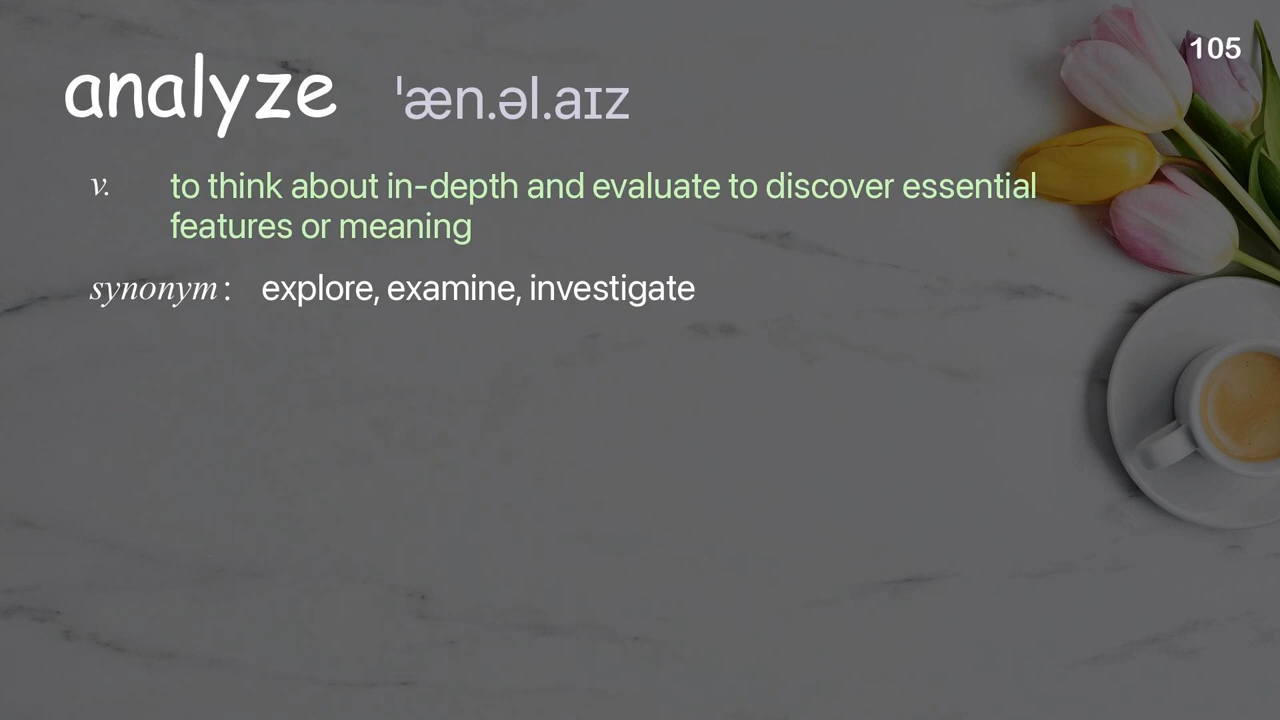 105
analyze ˈæn.əl.aɪz
v. to think about in-depth and evaluate to discover essential
features or meaning
synonym: explore, examine, investigate